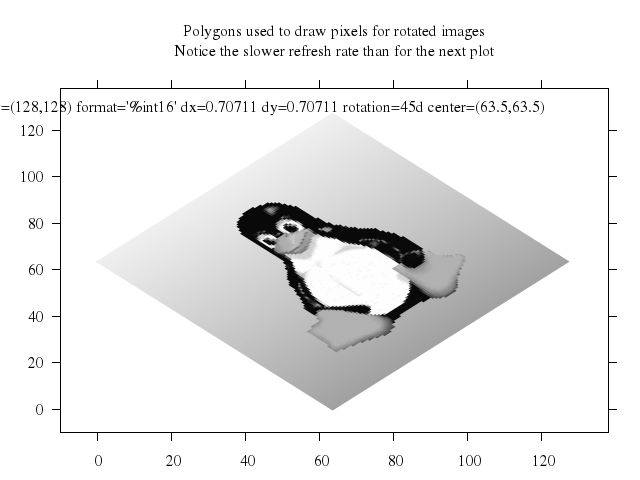 Polygons used to draw pixels for rotated images
Notice the slower refresh rate than for the next plot
=(128,128) format='%int16' dx=0.70711 dy=0.70711 rotation=45d center=(63.5,63.5)
120
100
80
60
40
20
0
0 20 40 60 80 100 120